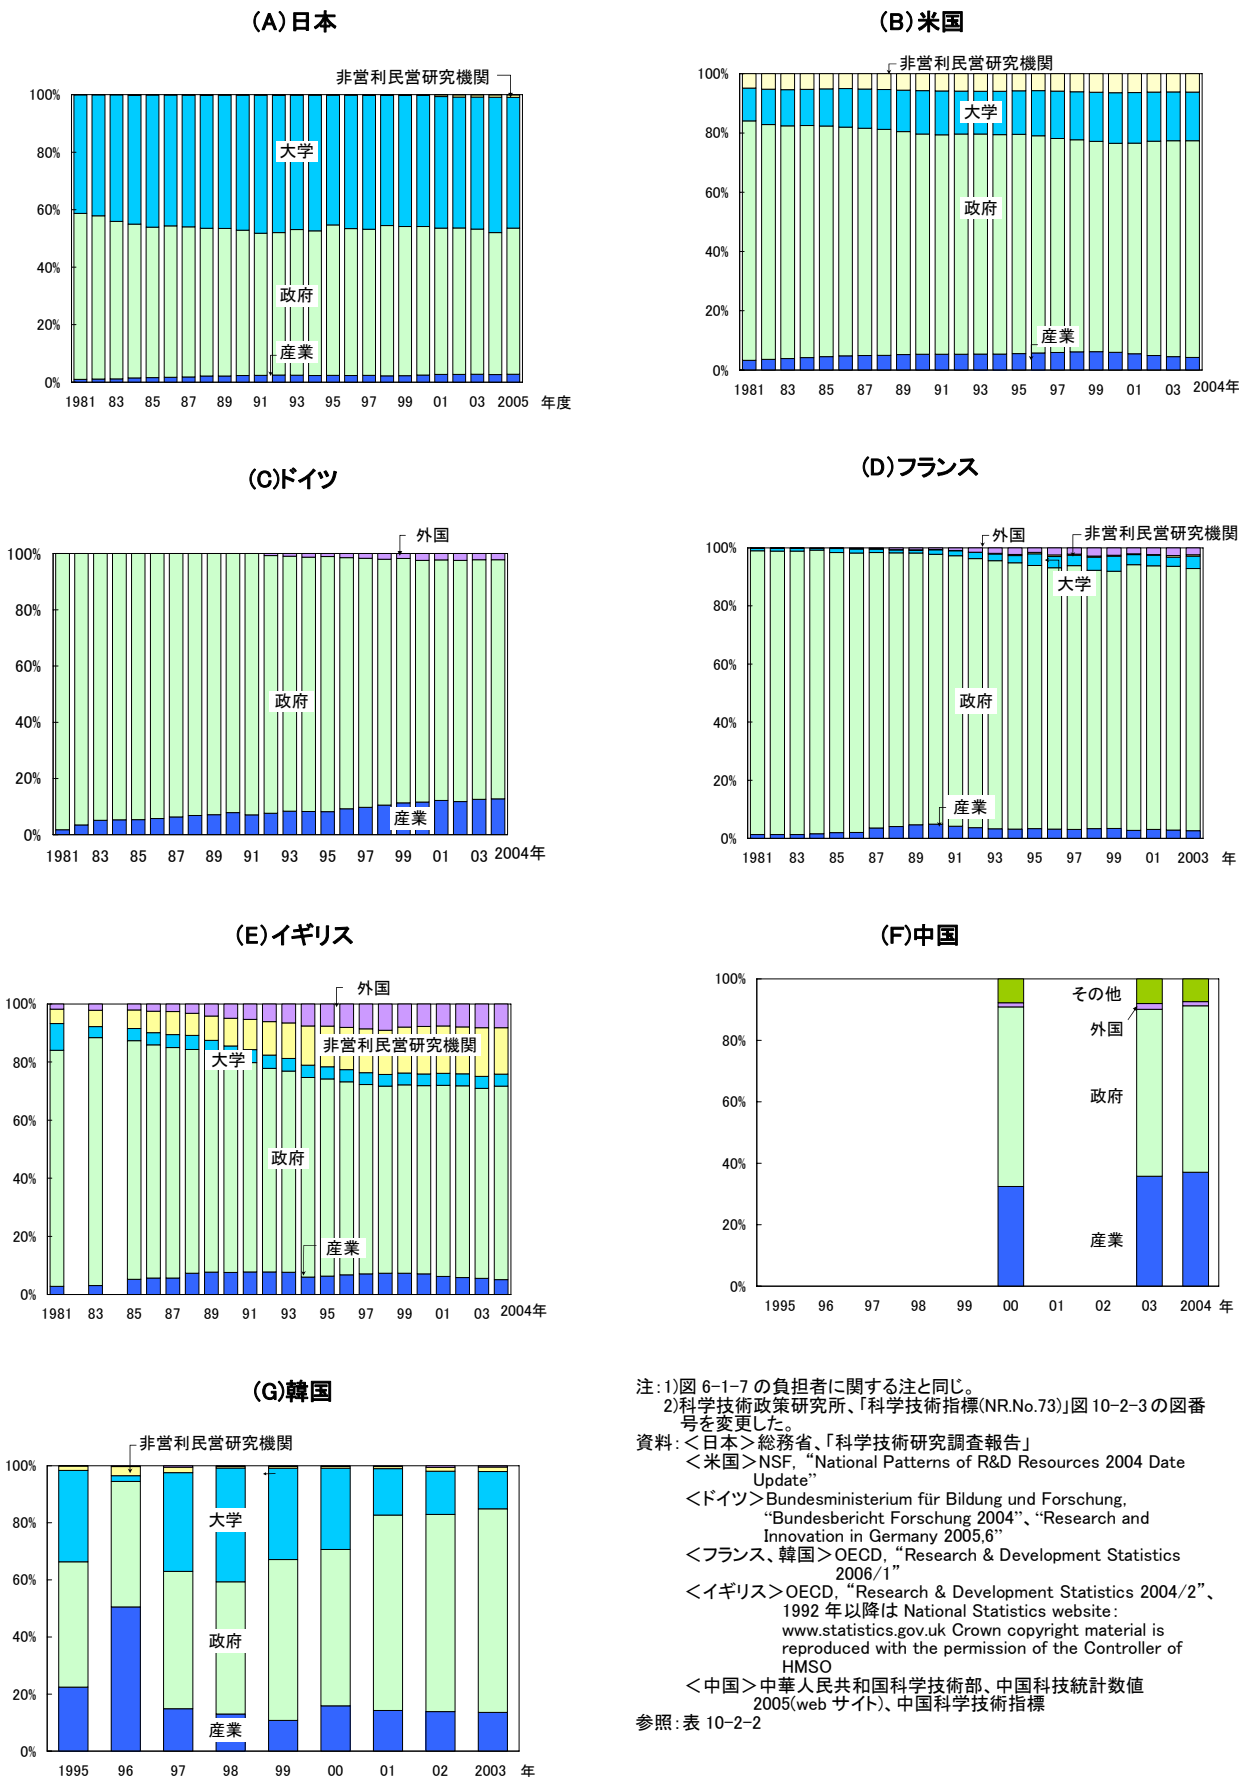 (A)日本
非営利民営研究機関
100%
80%
60%
40%
20%
0%
大学
政府
産業
1981 83 85 87 89 91 93 95 97 99 01 03 2005 年度
(B)米国
非営利民営研究機関
100%
80%
60%
40%
20%
0%
大学
政府
産業
1981 83 85 87 89 91 93 95 97 99 01 03 2004年
(C)ドイツ
外国
100%
80%
60%
40%
20%
0%
政府
産業
1981 83 85 87 89 91 93 95 97 99 01 03 2004年
(D)フランス
外国
非営利民営研究機関
100%
80%
60%
40%
20%
0%
大学
政府
産業
1981 83 85 87 89 91 93 95 97 99 01 2003 年
(E)イギリス
外国
100%
80%
60%
40%
20%
0%
非営利民営研究機関
大学
政府
産業
1981 83 85 87 89 91 93 95 97 99 01 03 2004年
(F)中国
100%
80%
60%
40%
20%
0%
その他
外国
政府
産業
1995 96 97 98 99 00 01 02 03 2004 年
(G)韓国
非営利民営研究機関
100%
80%
60%
40%
20%
0%
大学
政府
産業
1995 96 97 98 99 00 01 02 2003 年
注:1)図 6-1-7 の負担者に関する注と同じ。
2)科学技術政策研究所、「科学技術指標(NR.No.73)」図 10-2-3 の図番
号を変更した。
資料:<日本>総務省、「科学技術研究調査報告」
<米国>NSF, “National Patterns of R&D Resources 2004 Date
Update”
<ドイツ>Bundesministerium für Bildung und Forschung,
“Bundesbericht Forschung 2004”、“Research and
Innovation in Germany 2005,6”
<フランス、韓国>OECD, “Research & Development Statistics
2006/1”
<イギリス>OECD, “Research & Development Statistics 2004/2”、
1992 年以降は National Statistics website:
www.statistics.gov.uk Crown copyright material is
reproduced with the permission of the Controller of
HMSO
<中国>中華人民共和国科学技術部、中国科技統計数値
2005(web サイト)、中国科学技術指標
参照:表 10-2-2